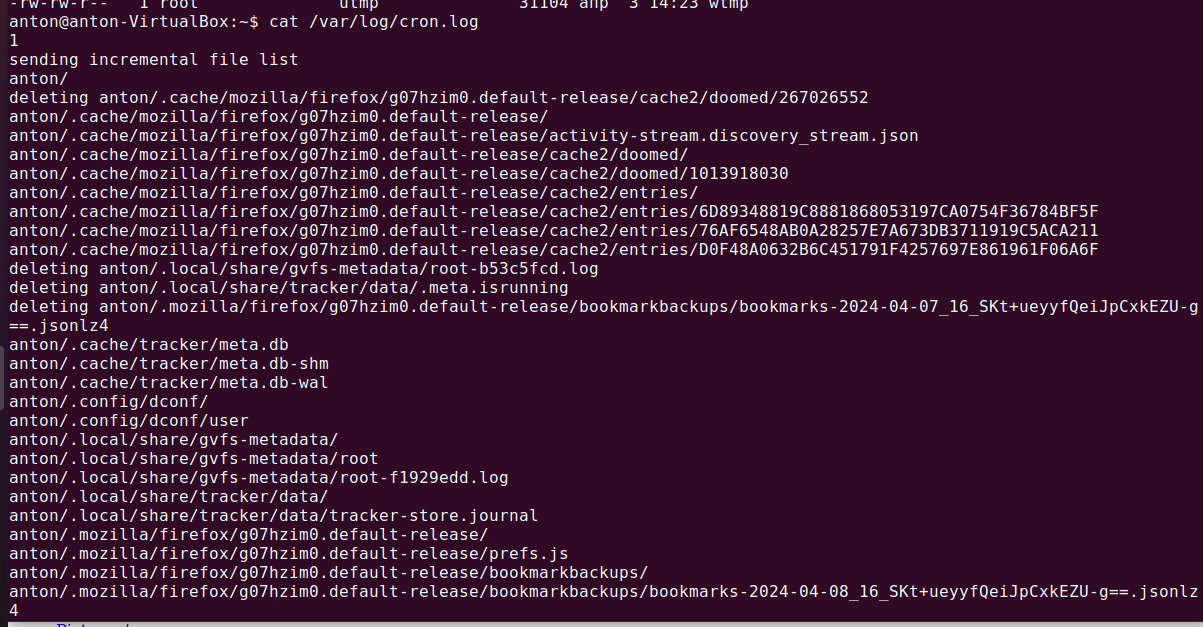 -rw-rw-r-- 1 root utmp 31104 апр 3 14:23 wtmp
anton@anton-VirtualBox:~$ cat /var/log/cron.log
1
sending incremental file list
anton/
deleting anton/.cache/mozilla/firefox/g07hzim0.default-release/cache2/doomed/267026552
anton/.cache/mozilla/firefox/g07hzim0.default-release/
anton/.cache/mozilla/firefox/g07hzim0.default-release/activity-stream.discovery_stream.json
anton/.cache/mozilla/firefox/g07hzim0.default-release/cache2/doomed/
anton/.cache/mozilla/firefox/g07hzim0.default-release/cache2/doomed/1013918030
anton/.cache/mozilla/firefox/g07hzim0.default-release/cache2/entries/
anton/.cache/mozilla/firefox/g07hzim0.default-release/cache2/entries/6D89348819C8881868053197CA0754F36784BF5F
anton/.cache/mozilla/firefox/g07hzim0.default-release/cache2/entries/76AF6548AB0A28257E7A673DB3711919C5ACA211
anton/.cache/mozilla/firefox/g07hzim0.default-release/cache2/entries/D0F48A0632B6C451791F4257697E861961F06A6F
deleting anton/.local/share/gvfs-metadata/root-b53c5fcd.log
deleting anton/.local/share/tracker/data/.meta.isrunning
deleting anton/.mozilla/firefox/g07hzim0.default-release/bookmarkbackups/bookmarks-2024-04-07_16_SKt+ueyyfQeiJpCxkEZU-g
==.jsonlz4
anton/.cache/tracker/meta.db
anton/.cache/tracker/meta.db-shm
anton/.cache/tracker/meta.db-wal
anton/.config/dconf/
anton/.config/dconf/user
anton/.local/share/gvfs-metadata/
anton/.local/share/gvfs-metadata/root
anton/.local/share/gvfs-metadata/root-f1929edd.log
anton/.local/share/tracker/data/
anton/.local/share/tracker/data/tracker-store.journal
anton/.mozilla/firefox/g07hzim0.default-release/
anton/.mozilla/firefox/g07hzim0.default-release/prefs.js
anton/.mozilla/firefox/g07hzim0.default-release/bookmarkbackups/
anton/.mozilla/firefox/g07hzim0.default-release/bookmarkbackups/bookmarks-2024-04-08_16_SKt+ueyyfQeiJpCxkEZU-g==.jsonlz
4